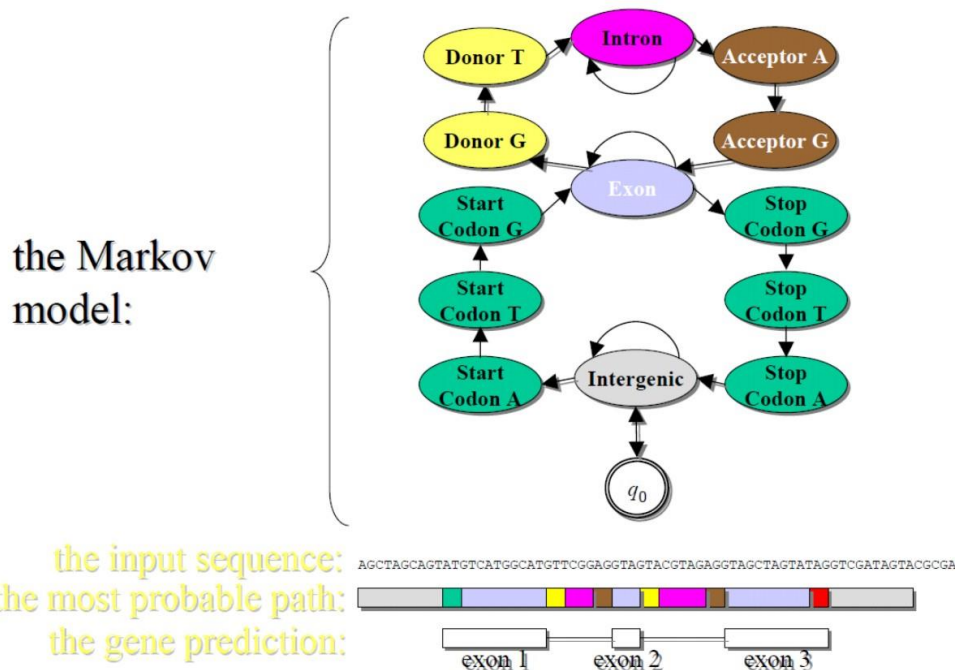 Intron
Donor T
Acceptor A
Donor G
Acceptor G
Exon
Start
Codon G
Stop
Codon G
the Markov
model:
Start
Codon T
Stop
Codon T
Start
Codon A
Intergenic
Stop
Codon A
q0
the input sequence: AGCTAGCAGTATGTCATGGCATGTTCGGAGGTAGTACGTAGAGGTAGCTAGTATAGGTCGATAGTACGCGA
the most probable path:
the gene prediction:
exon 1
exon 2
exon 3